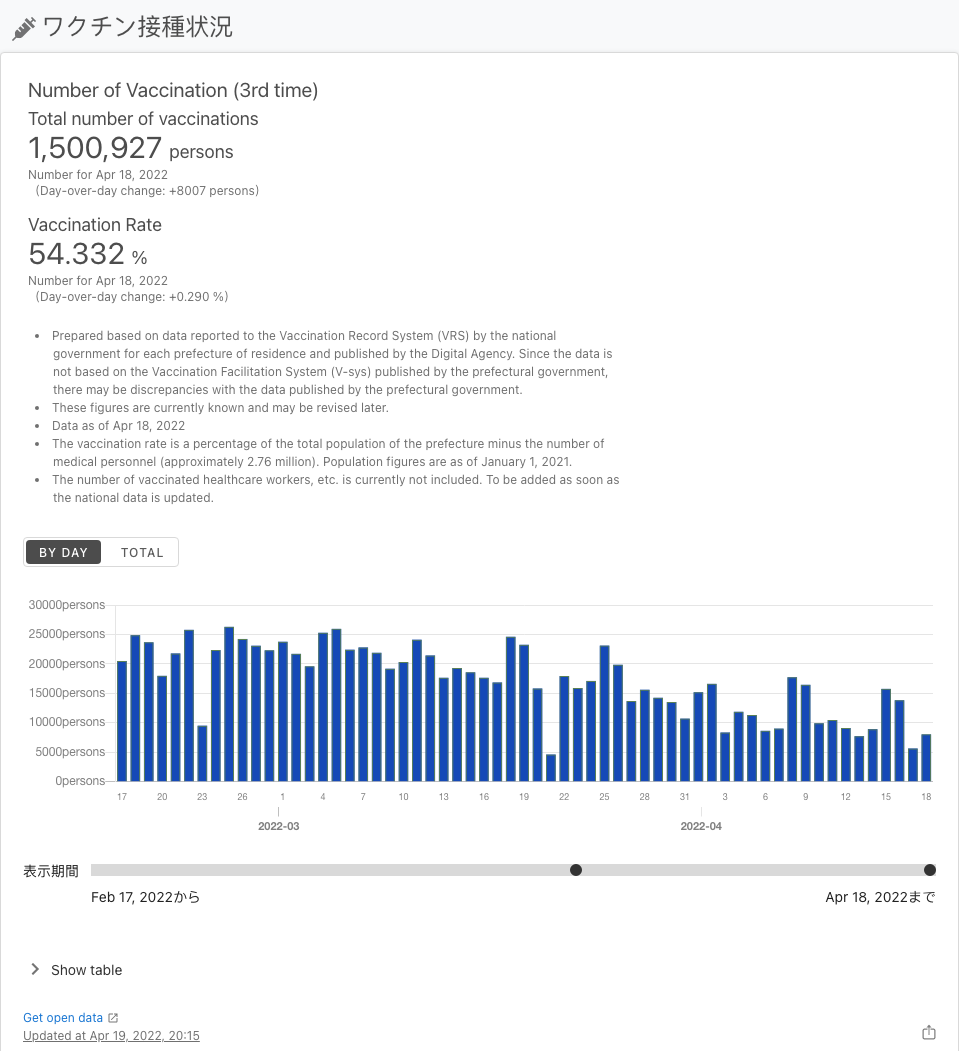 ワクチン接種状況
Number of Vaccination (3rd time)
Total number of vaccinations
1,500,927 persons
Number for Apr 18, 2022
（Day-over-day change: +8007 persons）
Vaccination Rate
54.332 %
Number for Apr 18, 2022
（Day-over-day change: +0.290 %）
• Prepared based on data reported to the Vaccination Record System (VRS) by the national
government for each prefecture of residence and published by the Digital Agency. Since the data is
not based on the Vaccination Facilitation System (V-sys) published by the prefectural government,
there may be discrepancies with the data published by the prefectural government.
• These figures are currently known and may be revised later.
• Data as of Apr 18, 2022
• The vaccination rate is a percentage of the total population of the prefecture minus the number of
medical personnel (approximately 2.76 million). Population figures are as of January 1, 2021.
• The number of vaccinated healthcare workers, etc. is currently not included. To be added as soon as
the national data is updated.
BY DAY TOTAL
30000persons
25000persons
20000persons
15000persons
10000persons
5000persons
0persons
17 20 23 26 1 4 7 10 13 16 19 22 25 28 31 3 6 9 12 15 18
2022-03 2022-04
表示期間
Feb 17, 2022から Apr 18, 2022まで
Show table
Get open data
Updated at Apr 19, 2022, 20:15